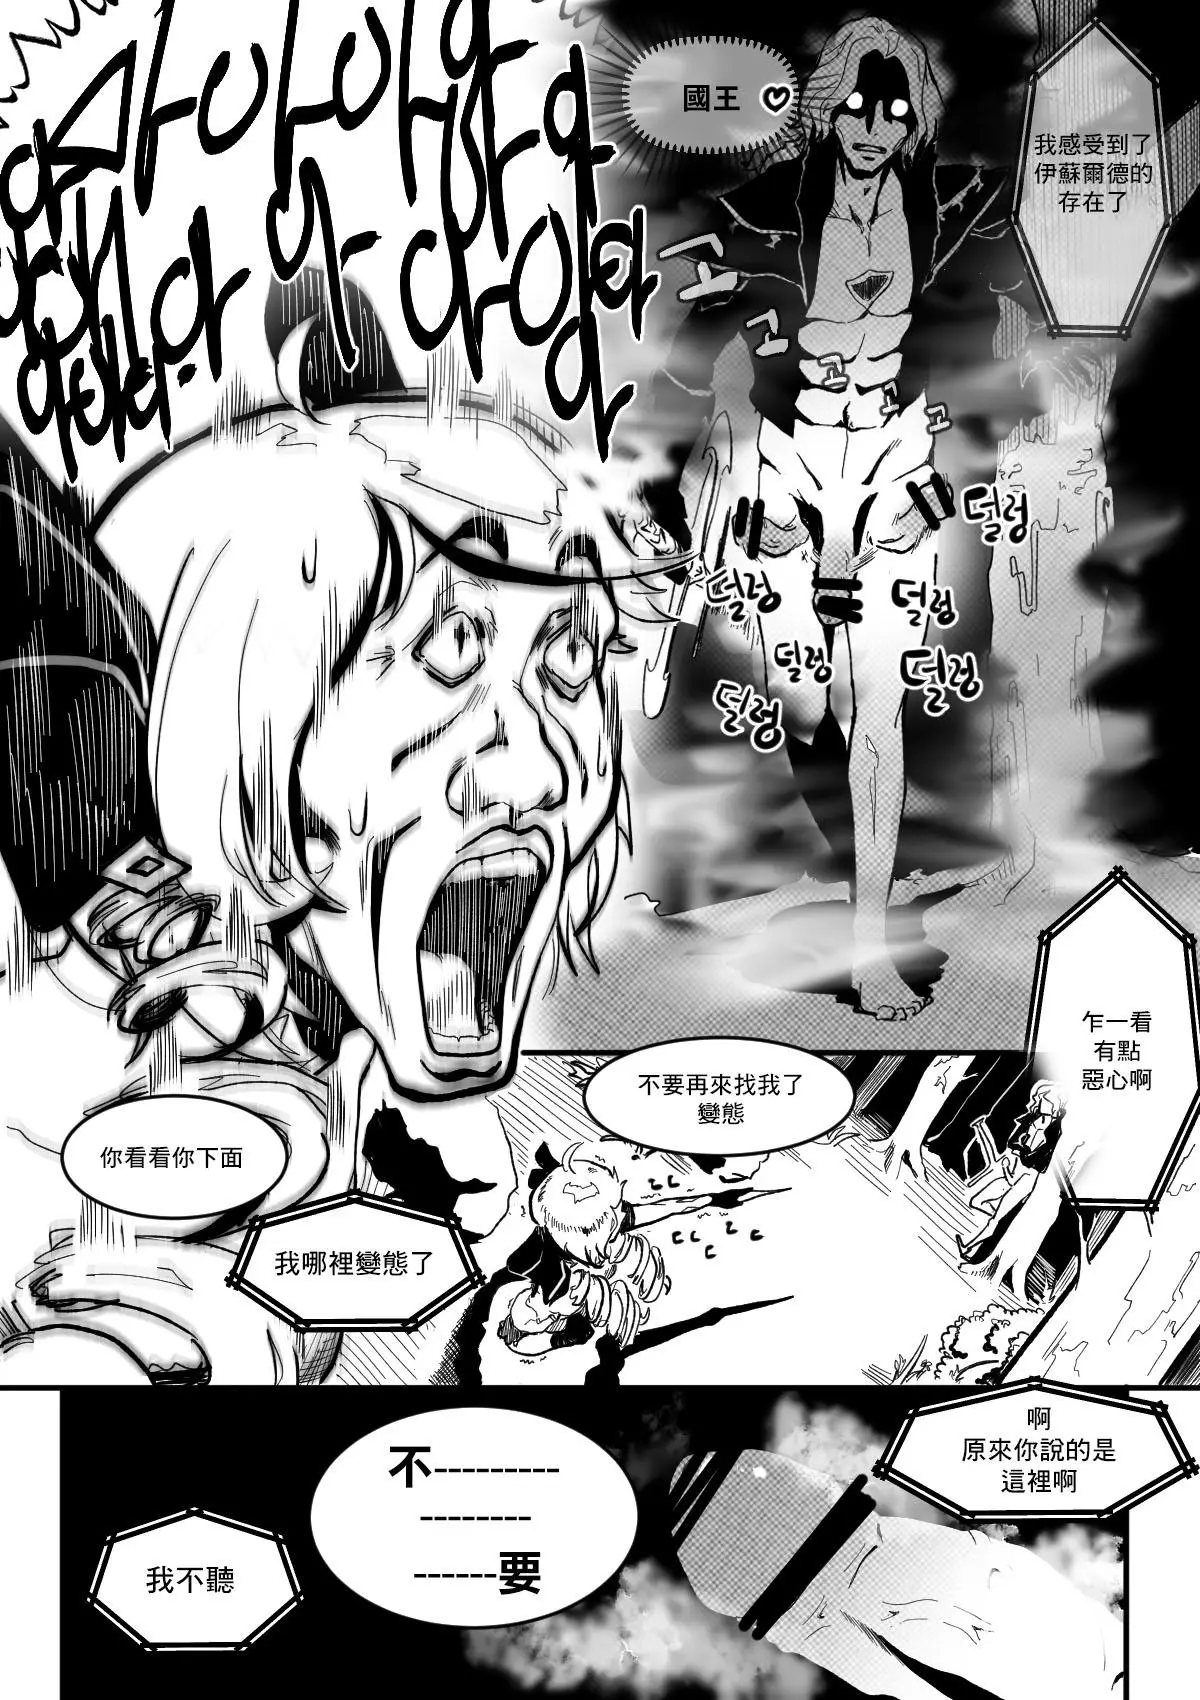 我感受到了
伊蘇爾德的
存在了
國王♡
고
고
고
고
고
덜렁
덜렁
덜렁
덜렁
덜렁
덜렁
乍一看
有點
惡心啊
不要再來找我了
變態
你看看你下面
我哪裡變態了
啊
原來你說的是
這裡啊
不-----------
--------
------要
我不聽